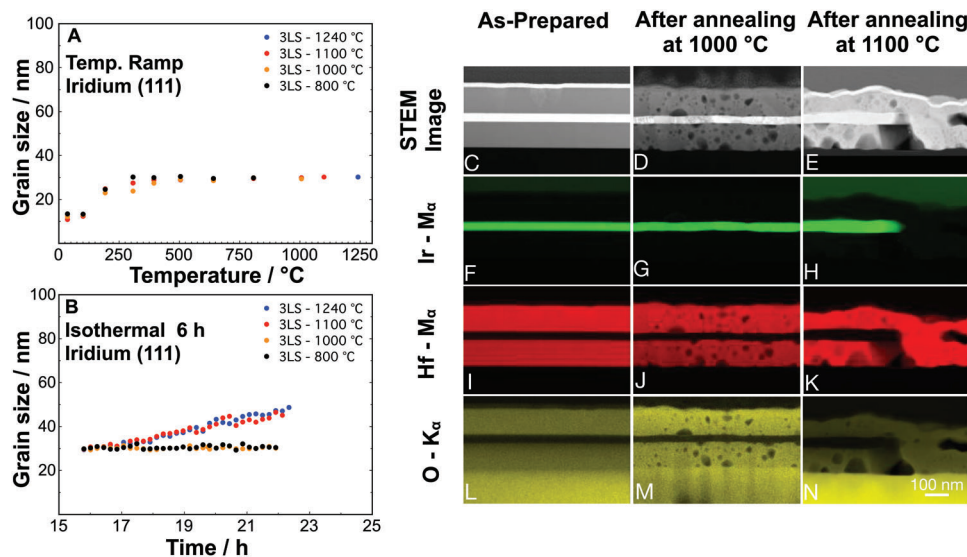 A
Temp. Ramp
Iridium (111)
3LS - 1240 °C
3LS - 1100 °C
3LS - 1000 °C
3LS - 800 °C
Grain size / nm
100
80
60
40
20
0
250
500
750
1000
1250
Temperature / °C
B
Isothermal 6 h
Iridium (111)
3LS - 1240 °C
3LS - 1100 °C
3LS - 1000 °C
3LS - 800 °C
Grain size / nm
100
80
60
40
20
15
17
19
21
23
25
Time / h
As-Prepared
After annealing
at 1000 °C
After annealing
at 1100 °C
STEM
Image
C
D
E
Ir - Mα
F
G
H
Hf - Mα
I
J
K
O - Kα
L
M
N
100 nm